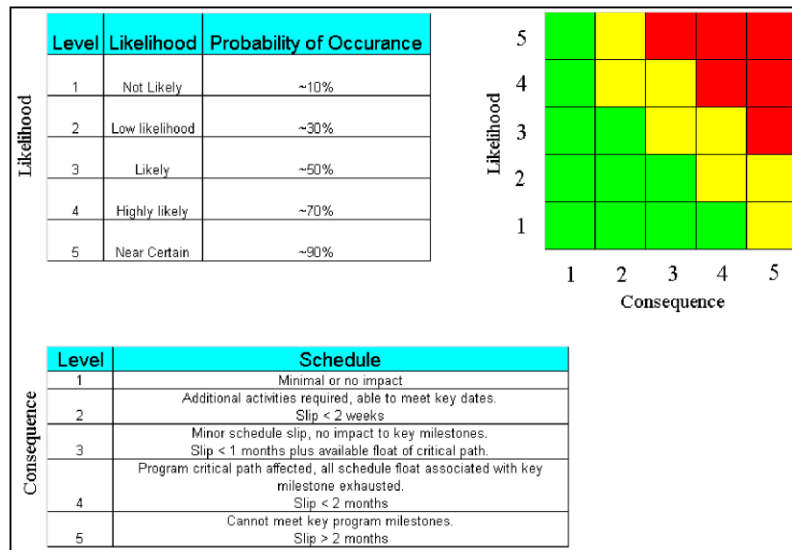 Level Likelihood Probability of Occurance
1 Not Likely ~10%
2 Low likelihood ~30%
3 Likely ~50%
4 Highly likely ~70%
5 Near Certain ~90%
Likelihood
5
4
3
2
1
Likelihood
1 2 3 4 5
Consequence
Level Schedule
1 Minimal or no impact
Additional activities required, able to meet key dates.
2 Slip < 2 weeks
Minor schedule slip, no impact to key milestones.
3 Slip < 1 months plus available float of critical path.
Program critical path affected, all schedule float associated with key
milestone exhausted.
4 Slip < 2 months
Cannot meet key program milestones.
5 Slip > 2 months
Consequence